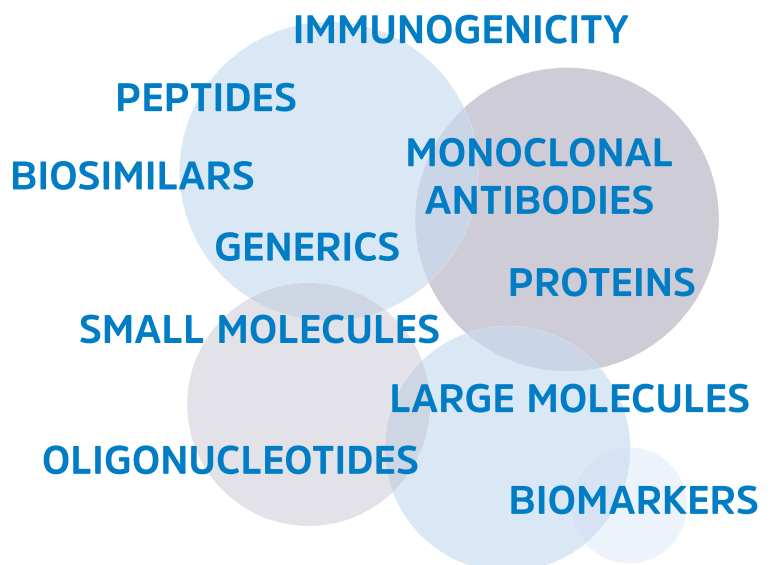 IMMUNOGENICITY
PEPTIDES
MONOCLONAL
ANTIBODIES
BIOSIMILARS
GENERICS
PROTEINS
SMALL MOLECULES
LARGE MOLECULES
OLIGONUCLEOTIDES
BIOMARKERS